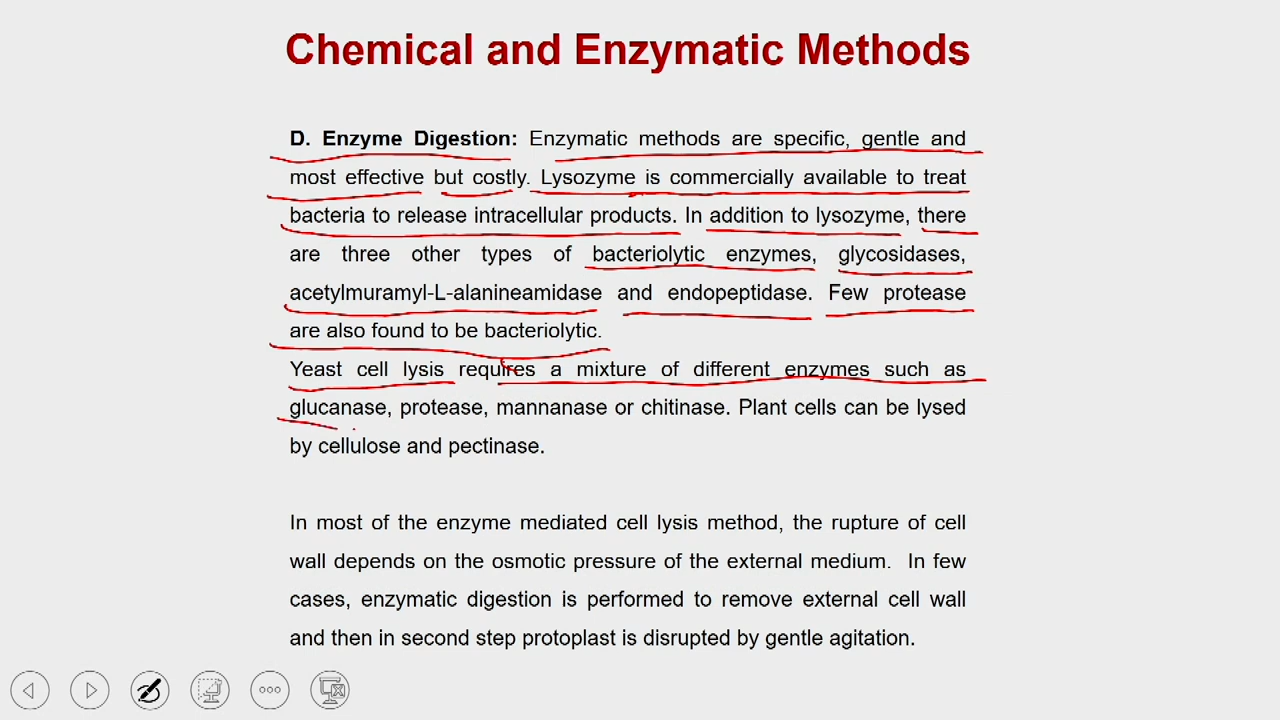 Chemical and Enzymatic Methods
D. Enzyme Digestion: Enzymatic methods are specific, gentle and
most effective but costly. Lysozyme is commercially available to treat
bacteria to release intracellular products. In addition to lysozyme, there
are three other types of bacteriolytic enzymes, glycosidases,
acetylmuramyl-L-alanineamidase and endopeptidase. Few protease
are also found to be bacteriolytic.
Yeast cell lysis requires a mixture of different enzymes such as
glucanase, protease, mannanase or chitinase. Plant cells can be lysed
by cellulose and pectinase.
In most of the enzyme mediated cell lysis method, the rupture of cell
wall depends on the osmotic pressure of the external medium. In few
cases, enzymatic digestion is performed to remove external cell wall
and then in second step protoplast is disrupted by gentle agitation.